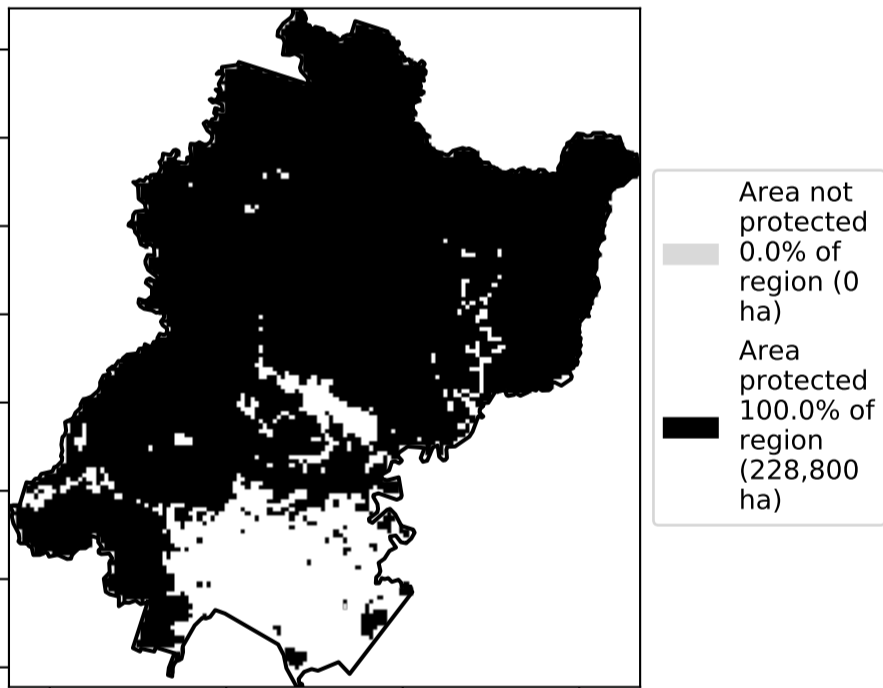 Area not
protected
0.0% of
region (0
ha)
Area
protected
100.0% of
region
(228,800
ha)